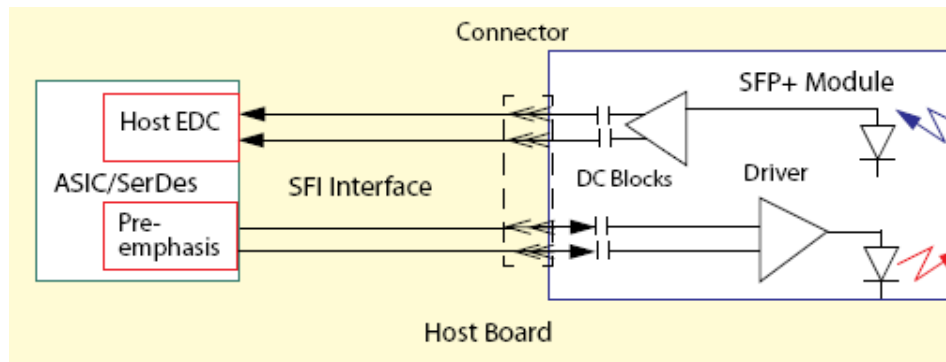 Connector
SFP+ Module
Host EDC
ASIC/SerDes
SFI Interface
DC Blocks
Driver
Pre-
emphasis
Host Board